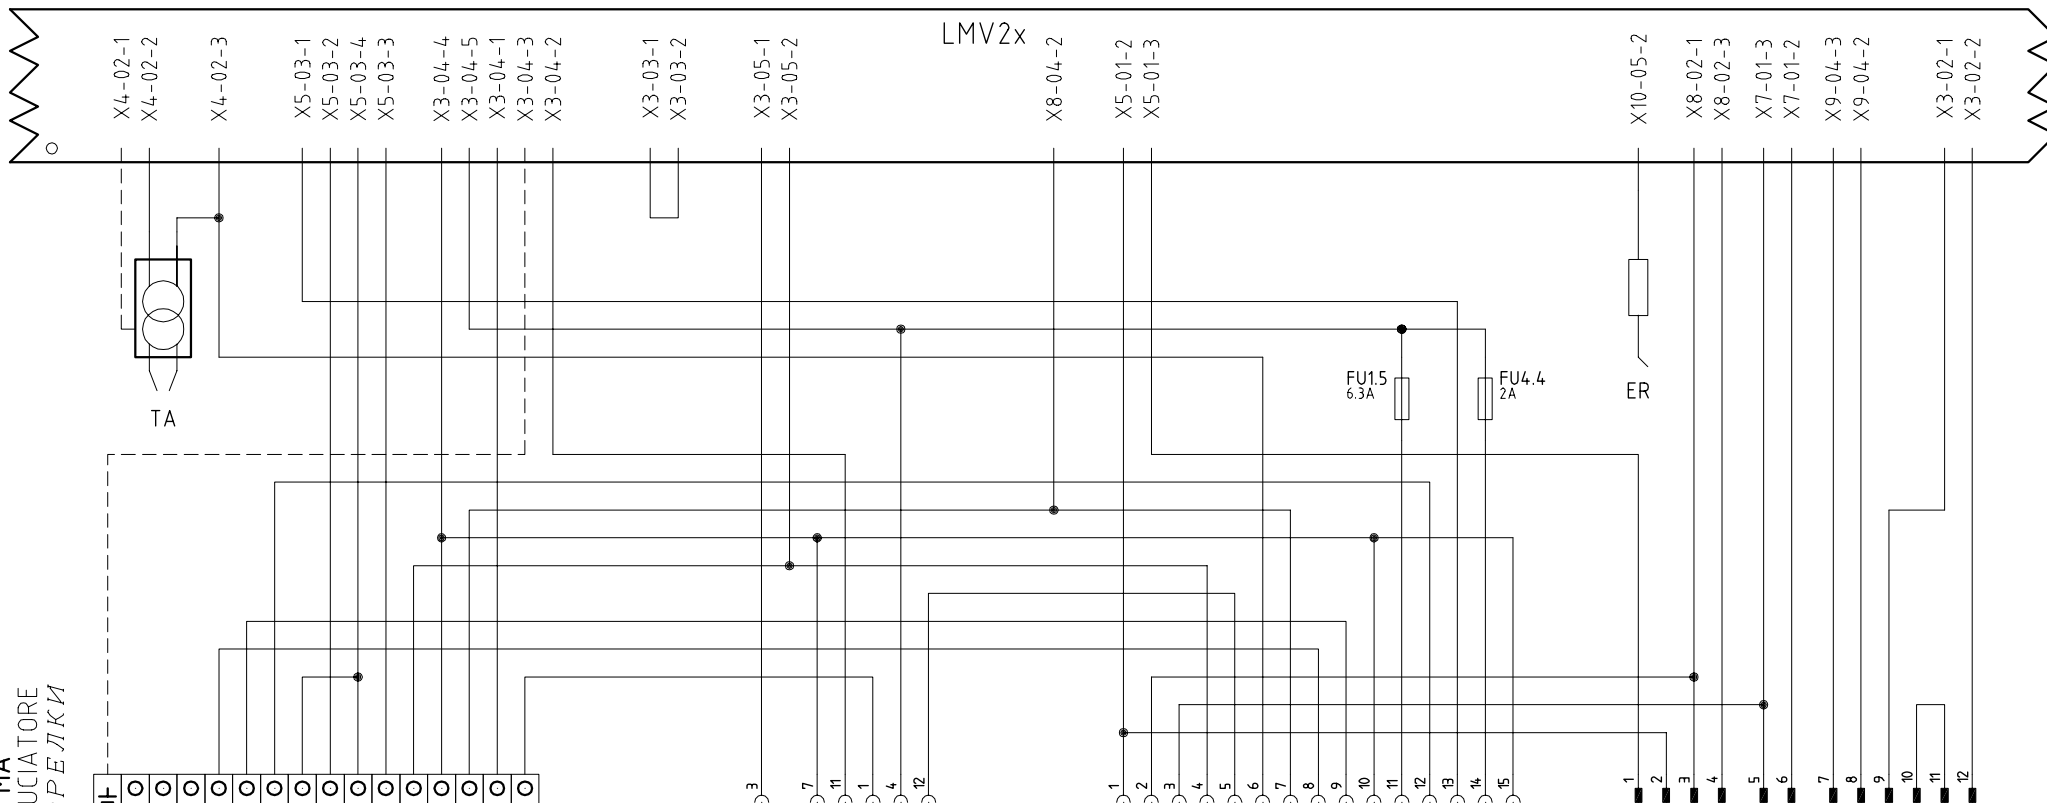 LMV2x
X4-02-1
X4-02-2
X4-02-3
X5-03-1
X5-03-2
X5-03-4
X5-03-3
X3-04-4
X3-04-5
X3-04-1
X3-04-3
X3-04-2
X3-03-1
X3-03-2
X3-05-1
X3-05-2
X8-04-2
X5-01-2
X5-01-3
X10-05-2
X8-02-1
X8-02-3
X7-01-3
X7-01-2
X9-04-3
X9-04-2
X3-02-1
X3-02-2
FU1.5
6.3A
FU4.4
2A
ER
TA
MA
UCIATORE
РЕЛКИ
3 7 11 1 4 12
1 2 3 4 5 6 7 8 9 10 11 12 13 14 15
1 2 3 4 5 6 7 8 9 10 11 12